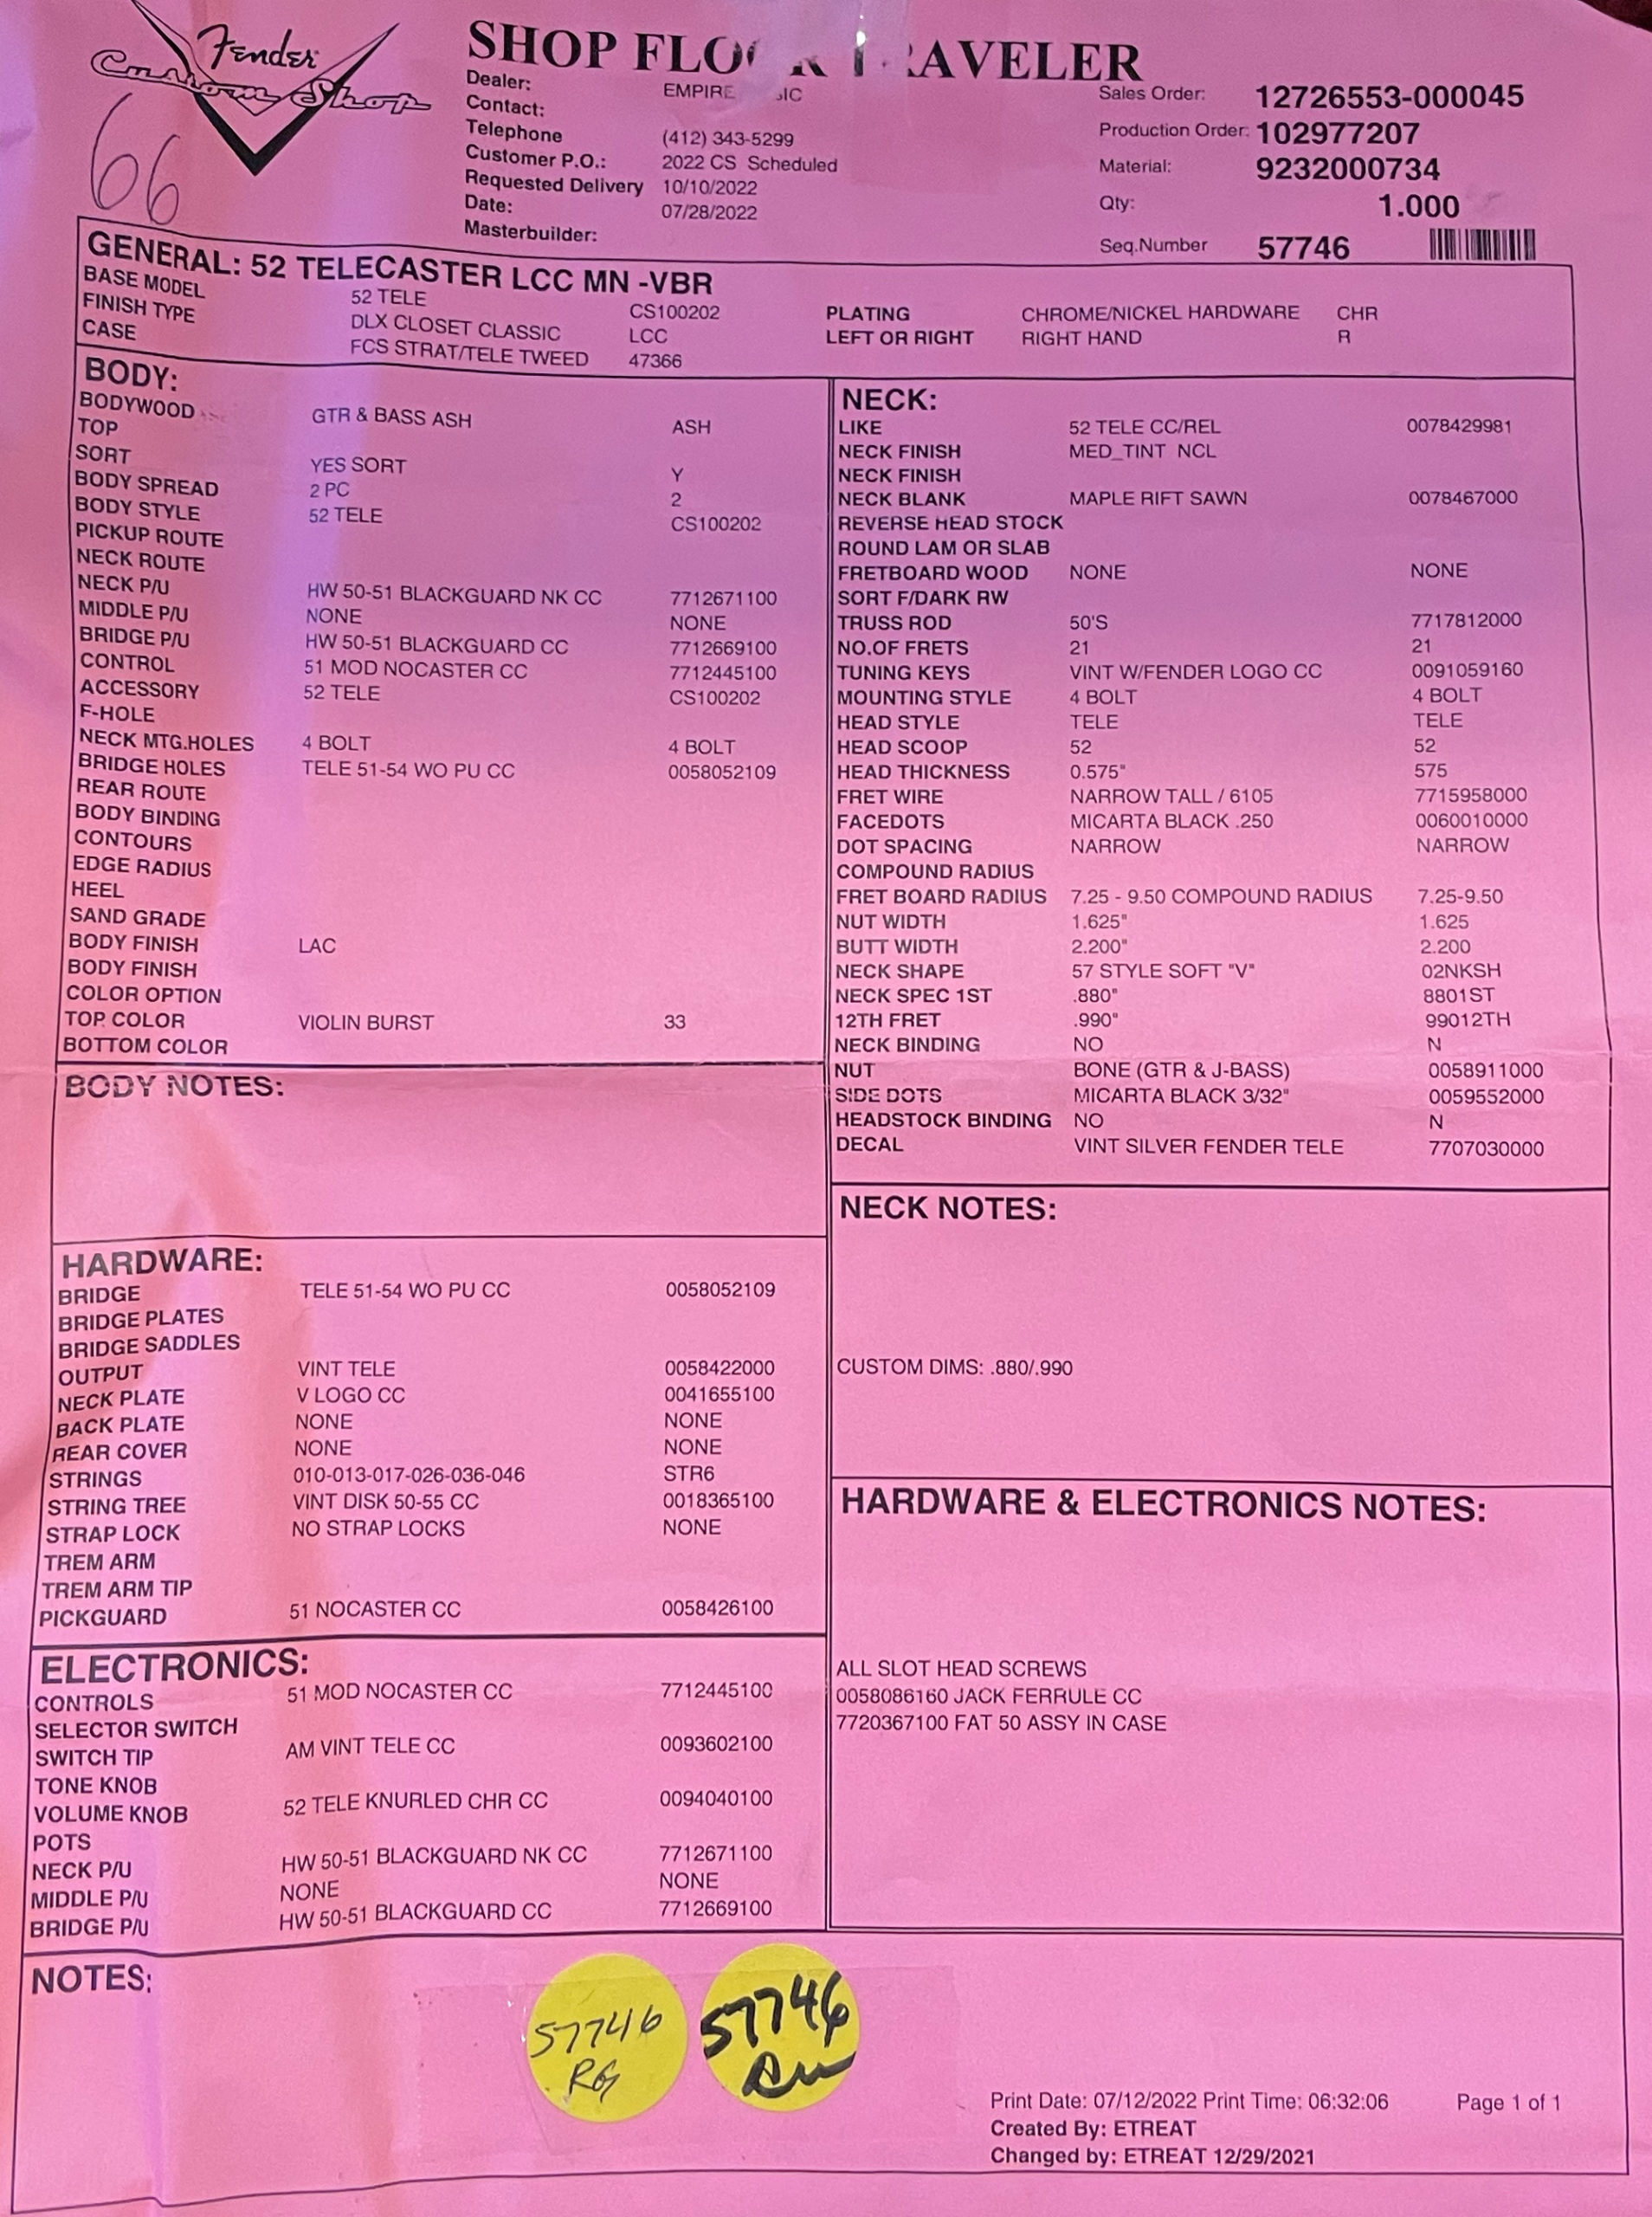 Fender
Custom Shop
66
SHOP FLO
Dealer: EMPIRE
Contact:
Telephone (412) 343-5299
Customer P.O.: 2022 CS Scheduled
Requested Delivery 10/10/2022
Date: 07/28/2022
Masterbuilder:
Sales Order: 12726553-000045
Production Order: 102977207
Material: 9232000734
Qty: 1.000
Seq.Number 57746
GENERAL: 52 TELECASTER LCC MN -VBR
BASE MODEL 52 TELE CS100202
FINISH TYPE DLX CLOSET CLASSIC LCC
CASE FCS STRAT/TELE TWEED 47366
PLATING CHROME/NICKEL HARDWARE CHR
LEFT OR RIGHT RIGHT HAND R
BODY:
BODYWOOD GTR & BASS ASH ASH
TOP
SORT YES SORT Y
BODY SPREAD 2 PC 2
BODY STYLE 52 TELE CS100202
PICKUP ROUTE
NECK ROUTE
NECK P/U HW 50-51 BLACKGUARD NK CC 7712671100
MIDDLE P/U NONE NONE
BRIDGE P/U HW 50-51 BLACKGUARD CC 7712669100
CONTROL 51 MOD NOCASTER CC 7712445100
ACCESSORY 52 TELE CS100202
F-HOLE
NECK MTG.HOLES 4 BOLT 4 BOLT
BRIDGE HOLES TELE 51-54 WO PU CC 0058052109
REAR ROUTE
BODY BINDING
CONTOURS
EDGE RADIUS
HEEL
SAND GRADE
BODY FINISH LAC
BODY FINISH
COLOR OPTION
TOP COLOR VIOLIN BURST 33
BOTTOM COLOR
BODY NOTES:
HARDWARE:
BRIDGE TELE 51-54 WO PU CC 0058052109
BRIDGE PLATES
BRIDGE SADDLES
OUTPUT VINT TELE 0058422000
NECK PLATE V LOGO CC 0041655100
BACK PLATE NONE NONE
REAR COVER NONE NONE
STRINGS 010-013-017-026-036-046 STR6
STRING TREE VINT DISK 50-55 CC 0018365100
STRAP LOCK NO STRAP LOCKS NONE
TREM ARM
TREM ARM TIP
PICKGUARD 51 NOCASTER CC 0058426100
ELECTRONICS:
CONTROLS 51 MOD NOCASTER CC 7712445100
SELECTOR SWITCH
SWITCH TIP AM VINT TELE CC 0093602100
TONE KNOB
VOLUME KNOB 52 TELE KNURLED CHR CC 0094040100
POTS
NECK P/U HW 50-51 BLACKGUARD NK CC 7712671100
MIDDLE P/U NONE NONE
BRIDGE P/U HW 50-51 BLACKGUARD CC 7712669100
NECK:
LIKE 52 TELE CC/REL 0078429981
NECK FINISH MED_TINT NCL
NECK FINISH
NECK BLANK MAPLE RIFT SAWN 0078467000
REVERSE HEAD STOCK
ROUND LAM OR SLAB
FRETBOARD WOOD NONE NONE
SORT F/DARK RW
TRUSS ROD 50'S 7717812000
NO.OF FRETS 21 21
TUNING KEYS VINT W/FENDER LOGO CC 0091059160
MOUNTING STYLE 4 BOLT 4 BOLT
HEAD STYLE TELE TELE
HEAD SCOOP 52 52
HEAD THICKNESS 0.575" 575
FRET WIRE NARROW TALL / 6105 7715958000
FACEDOTS MICARTA BLACK .250 0060010000
DOT SPACING NARROW NARROW
COMPOUND RADIUS
FRET BOARD RADIUS 7.25 - 9.50 COMPOUND RADIUS 7.25-9.50
NUT WIDTH 1.625" 1.625
BUTT WIDTH 2.200" 2.200
NECK SHAPE 57 STYLE SOFT "V" 02NKSH
NECK SPEC 1ST .880" 8801ST
12TH FRET .990" 99012TH
NECK BINDING NO N
NUT BONE (GTR & J-BASS) 0058911000
SIDE DOTS MICARTA BLACK 3/32" 0059552000
HEADSTOCK BINDING NO N
DECAL VINT SILVER FENDER TELE 7707030000
NECK NOTES:
CUSTOM DIMS: .880/.990
HARDWARE & ELECTRONICS NOTES:
ALL SLOT HEAD SCREWS
0058086160 JACK FERRULE CC
7720367100 FAT 50 ASSY IN CASE
NOTES:
57746
RG
57746
Print Date: 07/12/2022 Print Time: 06:32:06 Page 1 of 1
Created By: ETREAT
Changed by: ETREAT 12/29/2021